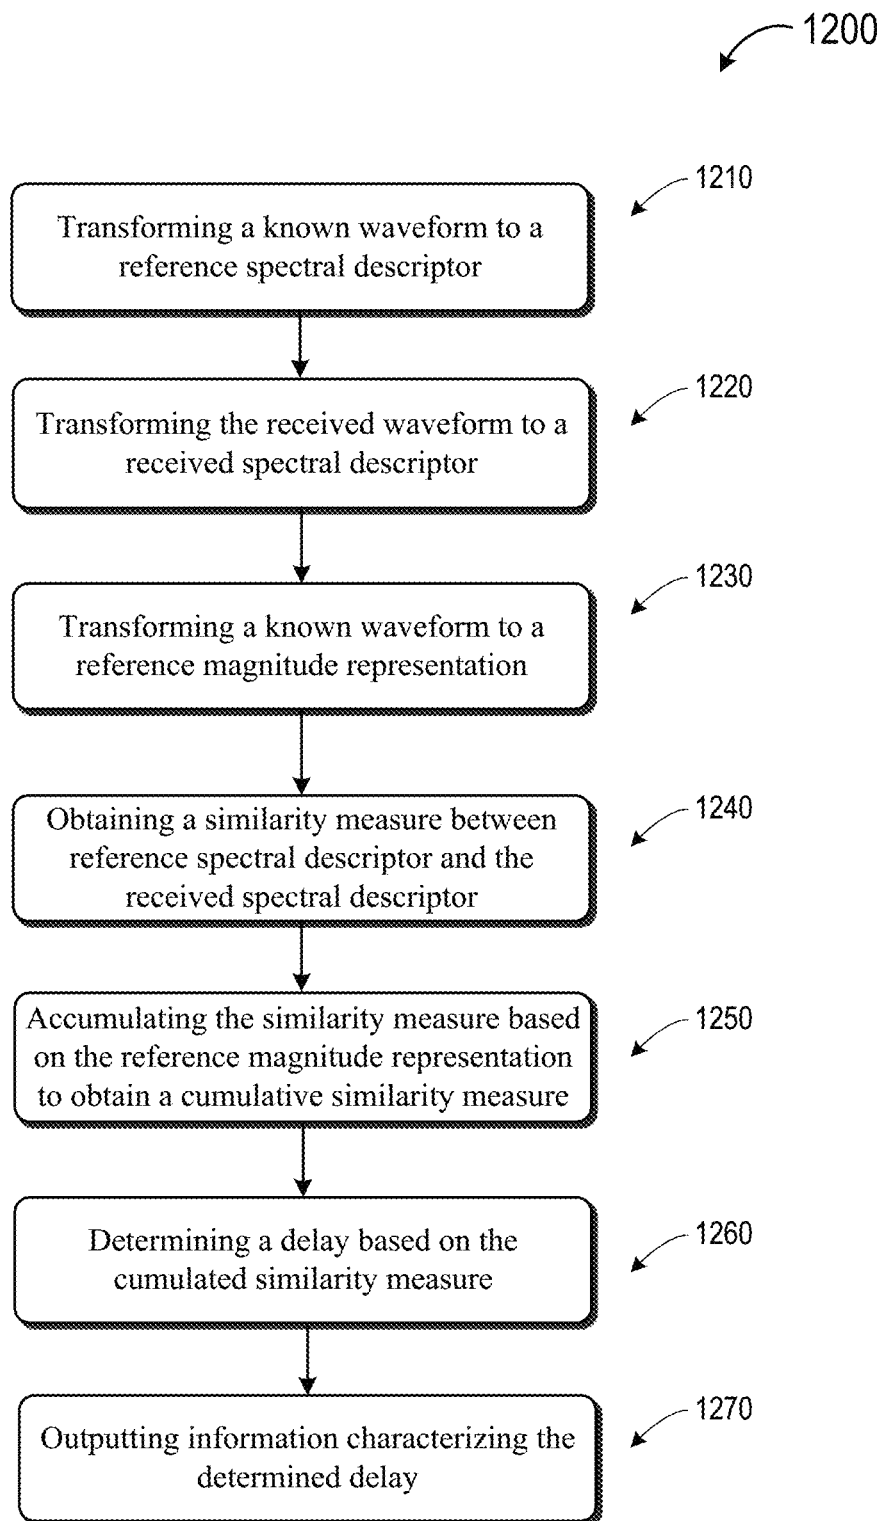 1200
1210
Transforming a known waveform to a
reference spectral descriptor
1220
Transforming the received waveform to a
received spectral descriptor
1230
Transforming a known waveform to a
reference magnitude representation
1240
Obtaining a similarity measure between
reference spectral descriptor and the
received spectral descriptor
1250
Accumulating the similarity measure based
on the reference magnitude representation
to obtain a cumulative similarity measure
1260
Determining a delay based on the
cumulated similarity measure
1270
Outputting information characterizing the
determined delay